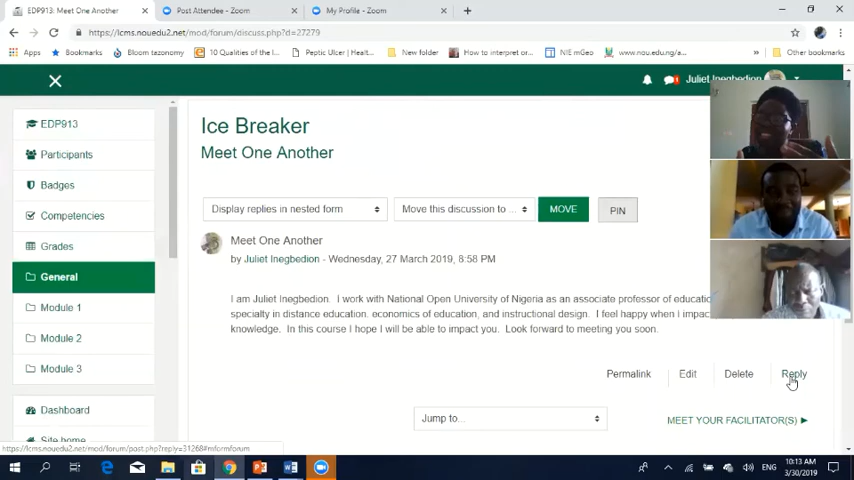 EDP913: Meet One Another
Post Attendee - Zoom
My Profile - Zoom
https://lcms.nouedu2.net/mod/forum/discuss.php?d=27279
Apps
Bookmarks
Bloom taxonomy
10 Qualities of the I...
Peptic Ulcer | Healt...
New folder
How to interpret or...
NIE mGeo
www.nou.edu.ng/a...
Other bookmarks
Juliet Inegbedion
EDP913
Participants
Badges
Competencies
Grades
General
Module 1
Module 2
Module 3
Dashboard
Site home
Ice Breaker
Meet One Another
Display replies in nested form
Move this discussion to ...
MOVE
PIN
Meet One Another
by Juliet Inegbedion - Wednesday, 27 March 2019, 8:58 PM
I am Juliet Inegbedion. I work with National Open University of Nigeria as an associate professor of educatio
specialty in distance education. economics of education, and instructional design. I feel happy when I impac
knowledge. In this course I hope I will be able to impact you. Look forward to meeting you soon.
Permalink
Edit
Delete
Reply
Jump to...
MEET YOUR FACILITATOR(S) ►
https://lcms.nouedu2.net/mod/forum/post.php?reply=31268#mformforum
ENG
10:13 AM
3/30/2019